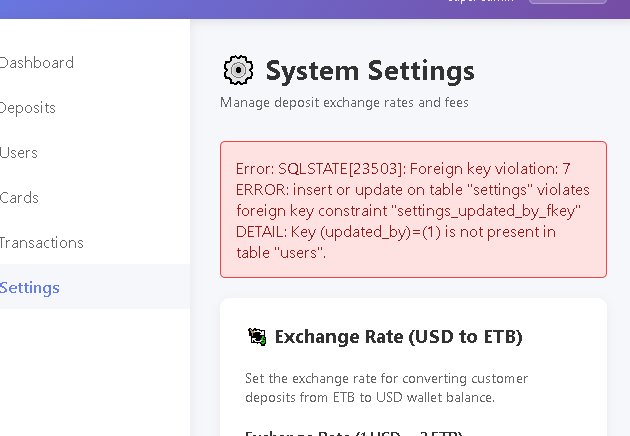 System Settings
Manage deposit exchange rates and fees
Dashboard
Deposits
Users
Cards
Transactions
Settings
Error: SQLSTATE[23503]: Foreign key violation: 7
ERROR: insert or update on table "settings" violates
foreign key constraint "settings_updated_by_fkey"
DETAIL: Key (updated_by)=(1) is not present in
table "users".
Exchange Rate (USD to ETB)
Set the exchange rate for converting customer
deposits from ETB to USD wallet balance.